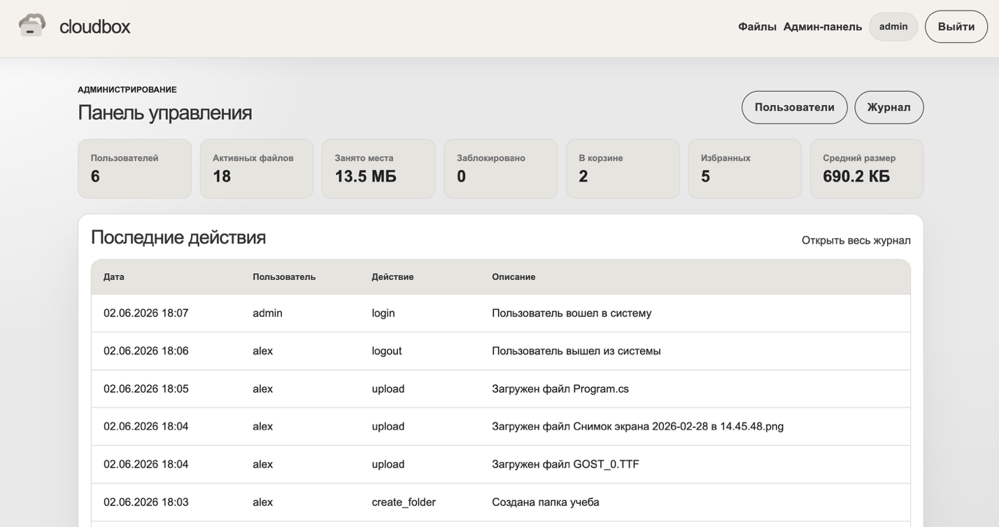 cloudbox
Файлы Админ-панель admin Выйти
АДМИНИСТРИРОВАНИЕ
Панель управления
Пользователи Журнал
Пользователей
6
Активных файлов
18
Занято места
13.5 МБ
Заблокировано
0
В корзине
2
Избранных
5
Средний размер
690.2 КБ
Последние действия
Открыть весь журнал
Дата Пользователь Действие Описание
02.06.2026 18:07 admin login Пользователь вошел в систему
02.06.2026 18:06 alex logout Пользователь вышел из системы
02.06.2026 18:05 alex upload Загружен файл Program.cs
02.06.2026 18:04 alex upload Загружен файл Снимок экрана 2026-02-28 в 14.45.48.png
02.06.2026 18:04 alex upload Загружен файл GOST_0.TTF
02.06.2026 18:03 alex create_folder Создана папка учеба